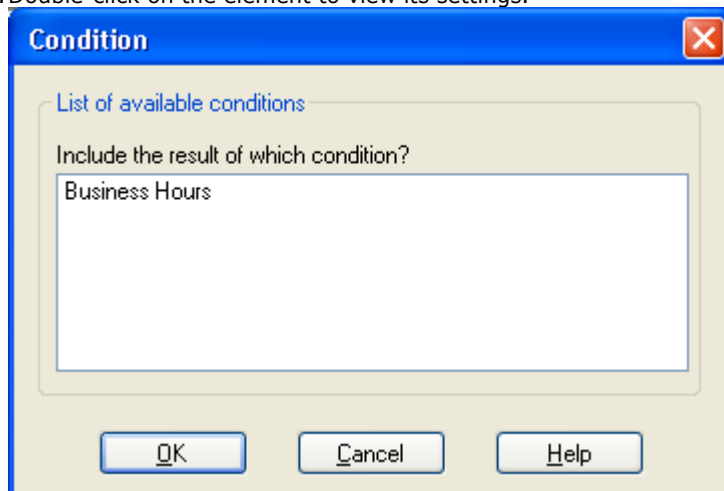 Double-click on the element to view its settings.
Condition
List of available conditions
Include the result of which condition?
Business Hours
OK
Cancel
Help